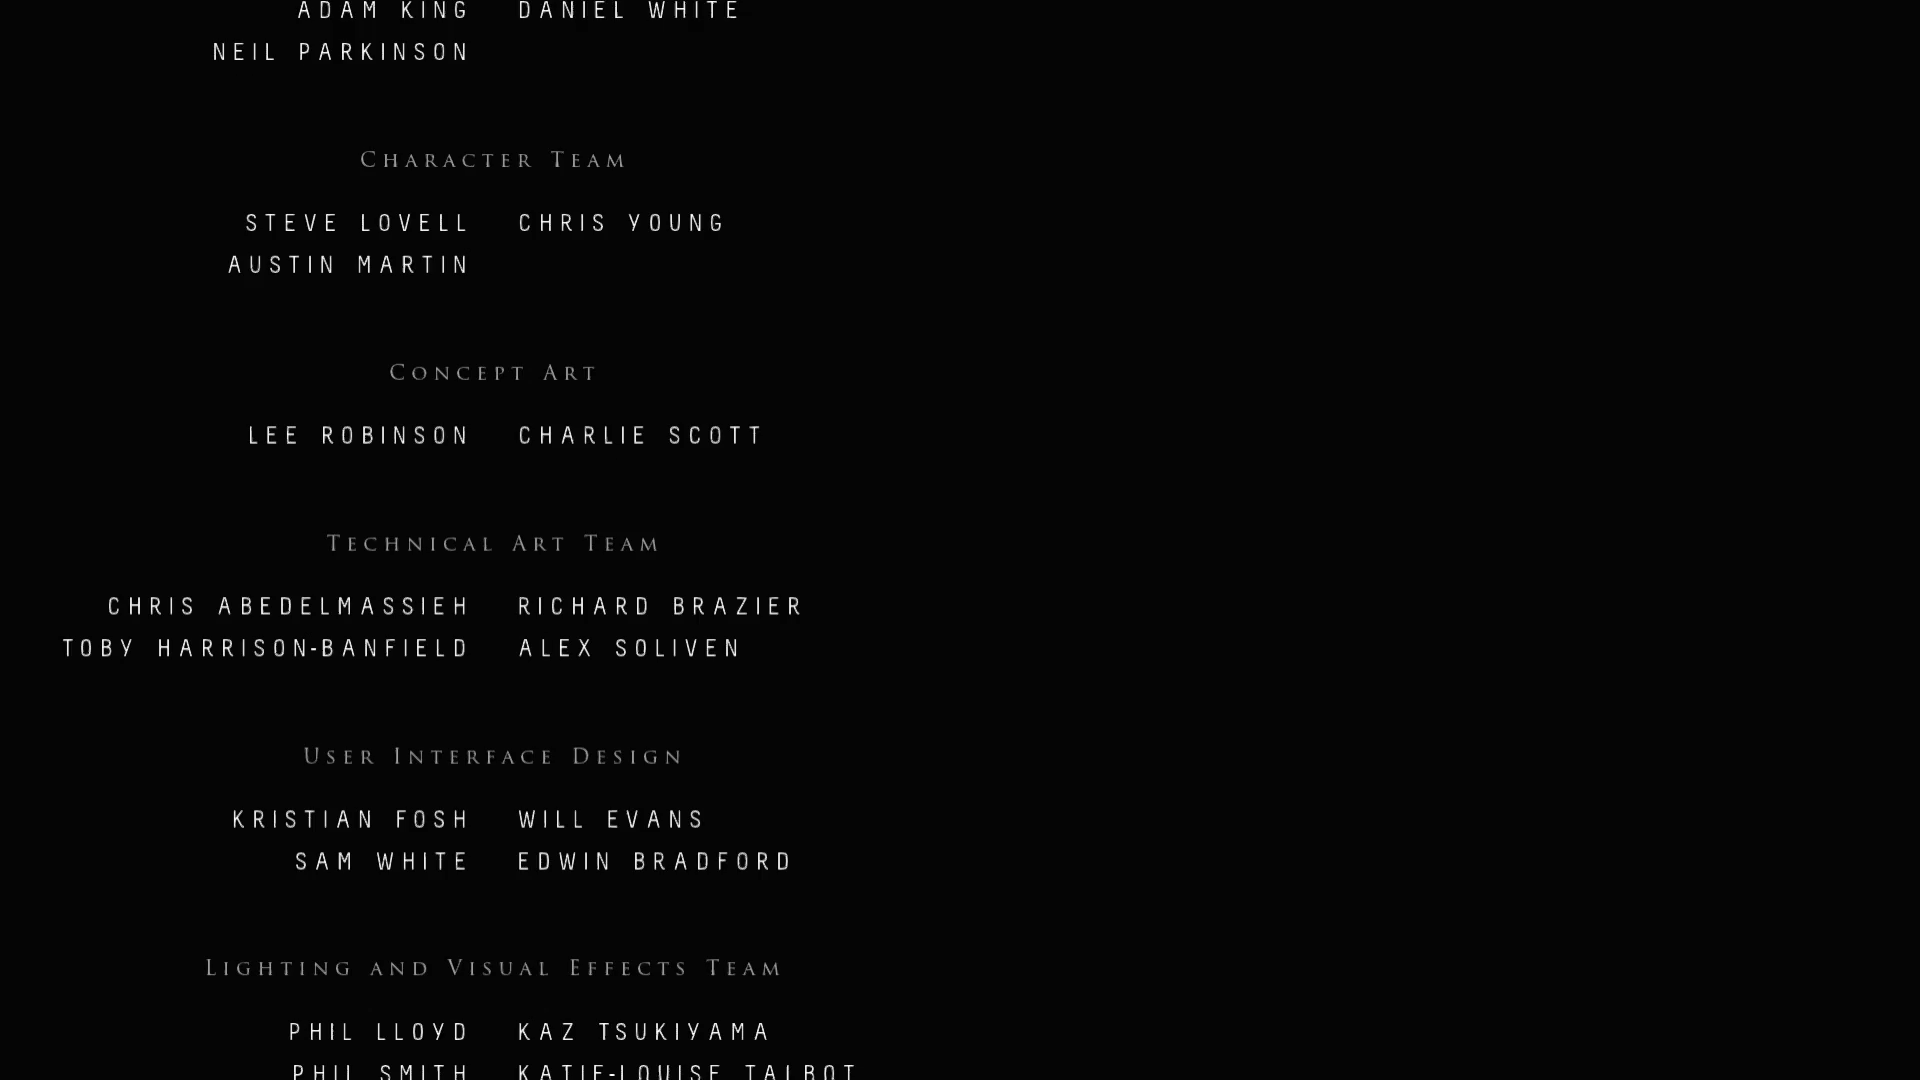 ADAM KING DANIEL WHITE
NEIL PARKINSON
CHARACTER TEAM
STEVE LOVELL CHRIS YOUNG
AUSTIN MARTIN
CONCEPT ART
LEE ROBINSON CHARLIE SCOTT
TECHNICAL ART TEAM
CHRIS ABEDELMASSIEH RICHARD BRAZIER
TOBY HARRISON-BANFIELD ALEX SOLIVEN
USER INTERFACE DESIGN
KRISTIAN FOSH WILL EVANS
SAM WHITE EDWIN BRADFORD
LIGHTING AND VISUAL EFFECTS TEAM
PHIL LLOYD KAZ TSUKIYAMA
PHIL SMITH KATIE-LOUISE TALBOT